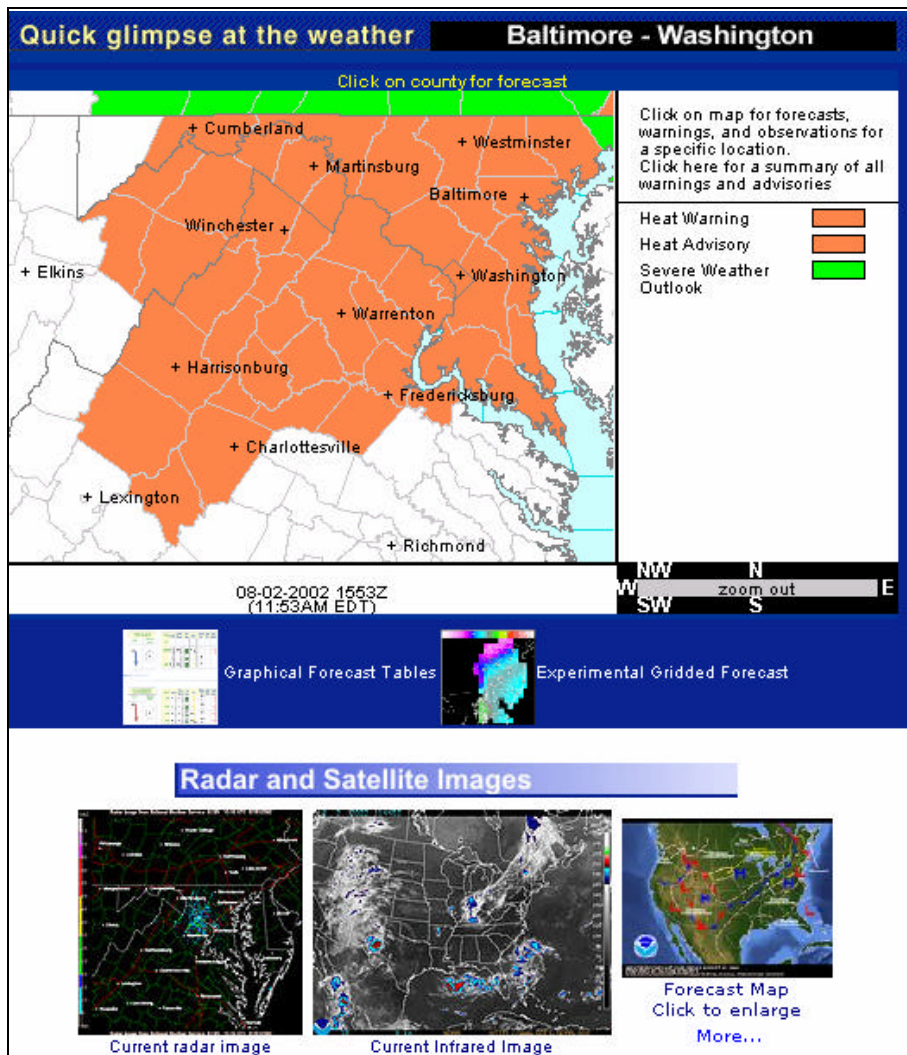 Quick glimpse at the weather
Baltimore - Washington
Click on county for forecast
Cumberland
Westminster
Martinsburg
Baltimore
Winchester
Elkins
Washington
Warrenton
Harrisonburg
Fredericksburg
Charlottesville
Lexington
Richmond
Click on map for forecasts,
warnings, and observations for
a specific location.
Click here for a summary of all
warnings and advisories
Heat Warning
Heat Advisory
Severe Weather
Outlook
08-02-2002 1553Z
(11:53AM EDT)
NW N
W zoom out E
SW S
Graphical Forecast Tables
Experimental Gridded Forecast
Radar and Satellite Images
Current radar image
Current Infrared Image
Forecast Map
Click to enlarge
More...